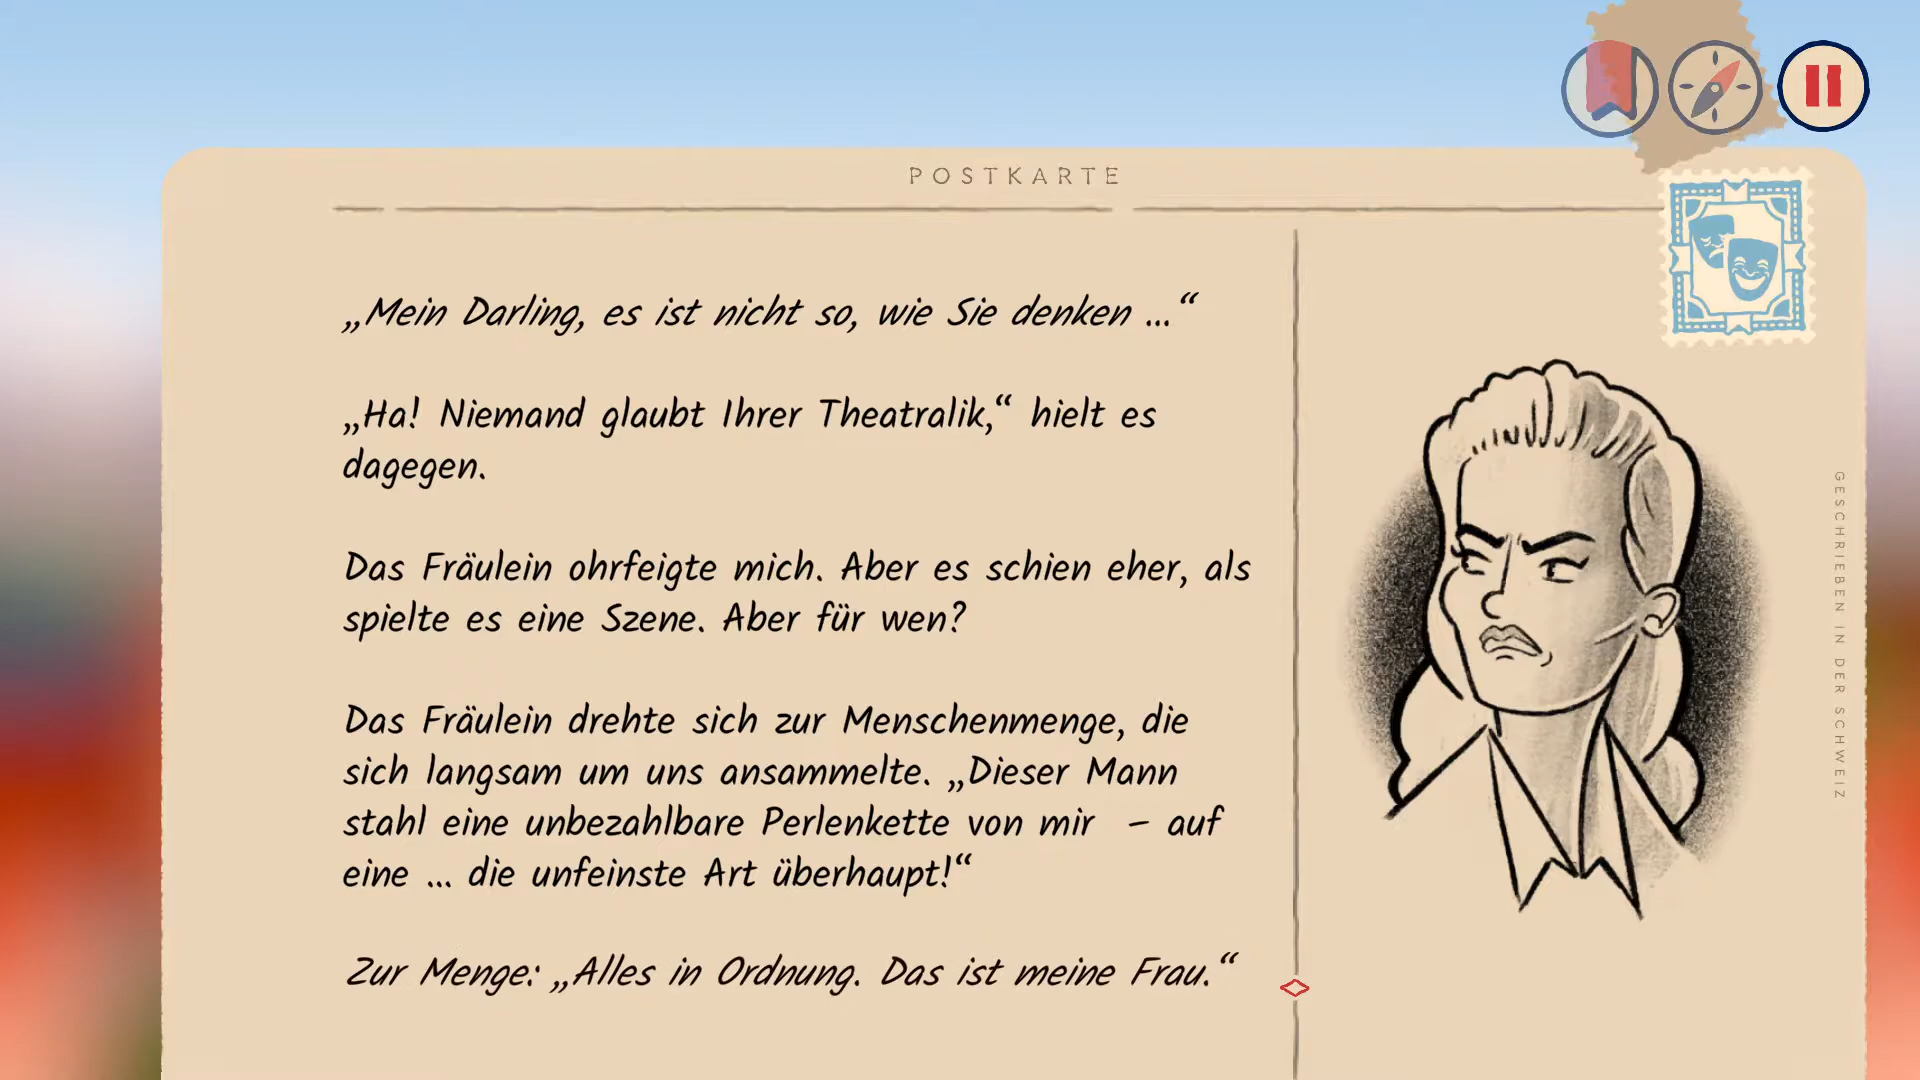 POSTKARTE
„Mein Darling, es ist nicht so, wie Sie denken ...“
„Ha! Niemand glaubt Ihrer Theatralik,“ hielt es
dagegen.
Das Fräulein ohrfeigte mich. Aber es schien eher, als
spielte es eine Szene. Aber für wen?
Das Fräulein drehte sich zur Menschenmenge, die
sich langsam um uns ansammelte. „Dieser Mann
stahl eine unbezahlbare Perlenkette von mir – auf
eine ... die unfeinste Art überhaupt!“
Zur Menge: „Alles in Ordnung. Das ist meine Frau.“
GESCHRIEBEN IN DER SCHWEIZ